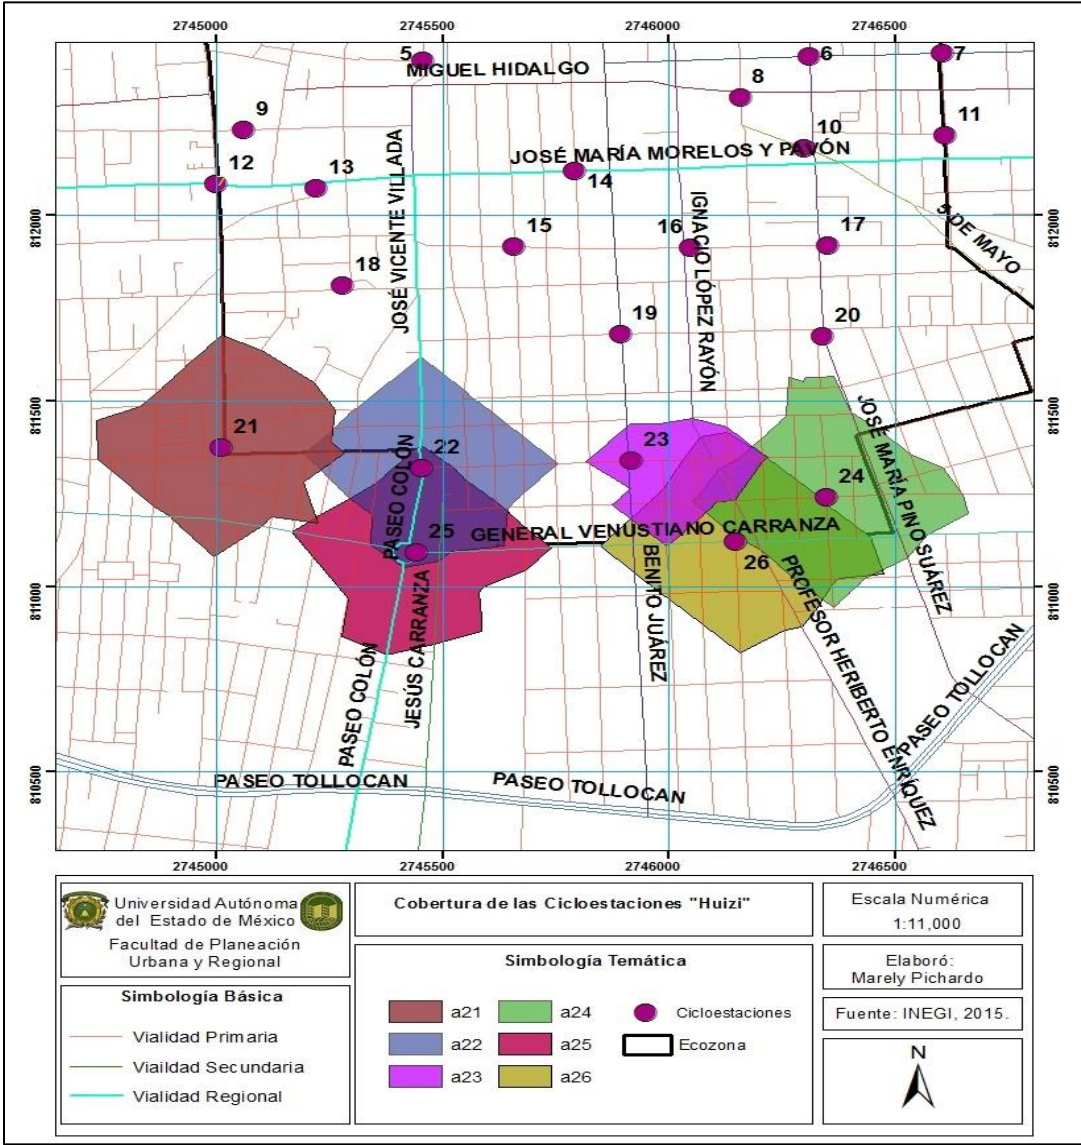 2745000 2745500 2746000 2746500
5 6 7
MIGUEL HIDALGO
8
9 11
10
JOSÉ MARÍA MORELOS Y PAVÓN
12 13 14
JOSÉ VICENTE VILLADA
IGNACIO LÓPEZ RAYÓN
5 DE MAYO
812000 812000
15 16 17
18
19 20
811500 811500
21 22 23 24
PASEO COLÓN
JOSÉ MARÍA PINO SUÁREZ
25 GENERAL VENUSTIANO CARRANZA
26
811000 811000
BENITO JUÁREZ
PROFESOR HERIBERTO ENRÍQUEZ
JESÚS CARRANZA
PASEO COLÓN
PASEO TOLLOCAN
PASEO TOLLOCAN
PASEO TOLLOCAN
810500 810500
2745000 2745500 2746000 2746500
Universidad Autónoma
del Estado de México
Facultad de Planeación
Urbana y Regional
Simbología Básica
Vialidad Primaria
Viaildad Secundaria
Vialidad Regional
Cobertura de las Cicloestaciones "Huizi"
Simbología Temática
a21 a24 Cicloestaciones
a22 a25 Ecozona
a23 a26
Escala Numérica
1:11,000
Elaboró:
Marely Pichardo
Fuente: INEGI, 2015.
N